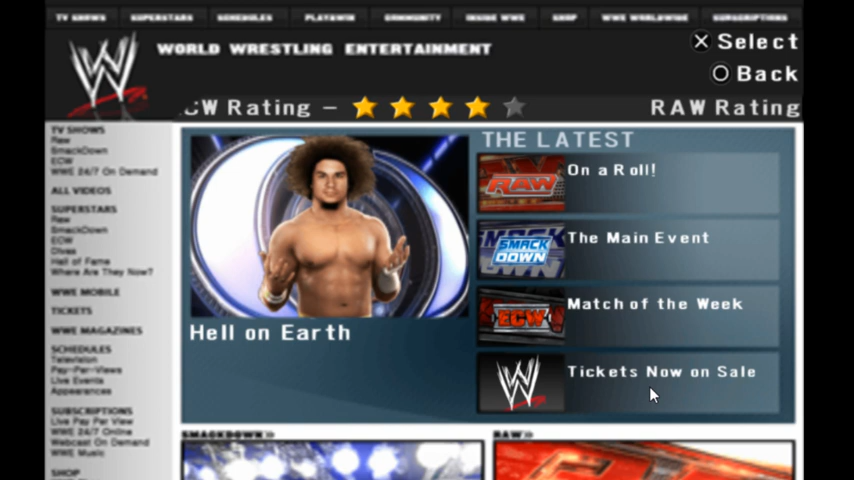 TV SHOWS SUPERSTARS SCHEDULES PLAY&WIN COMMUNITY INSIDE WWE SHOP WWE WORLDWIDE SUBSCRIPTIONS
WORLD WRESTLING ENTERTAINMENT
Select
Back
CW Rating – RAW Rating
TV SHOWS
Raw
SmackDown
ECW
WWE 24/7 On Demand
ALL VIDEOS
SUPERSTARS
Raw
SmackDown
ECW
Divas
Hall of Fame
Where Are They Now?
WWE MOBILE
TICKETS
WWE MAGAZINES
SCHEDULES
Television
Pay-Per-Views
Live Events
Appearances
SUBSCRIPTIONS
Live Pay Per View
WWE 24/7 Online
Webcast On Demand
WWE Music
SHOP
Hell on Earth
THE LATEST
RAW
On a Roll!
SMACK
DOWN
The Main Event
ECW
Match of the Week
W
Tickets Now on Sale
SMACKDOWN»
RAW»